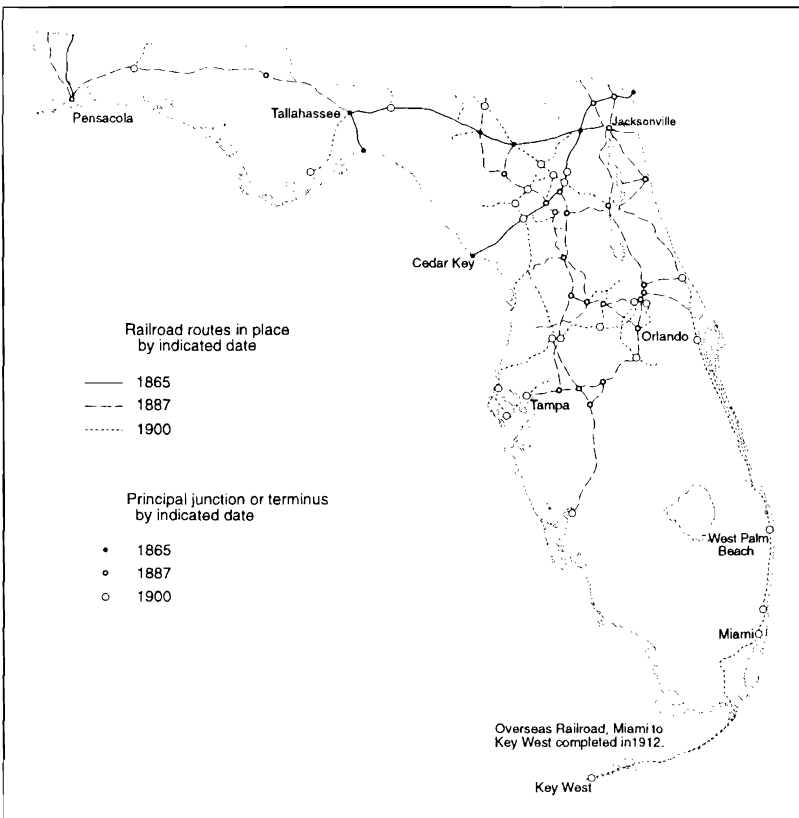 Pensacola
Tallahassee
Jacksonville
Cedar Key
Railroad routes in place
by indicated date
1865
1887
1900
Orlando
Tampa
Principal junction or terminus
by indicated date
1865
1887
1900
West Palm
Beach
Miami
Overseas Railroad, Miami to
Key West completed in1912.
Key West